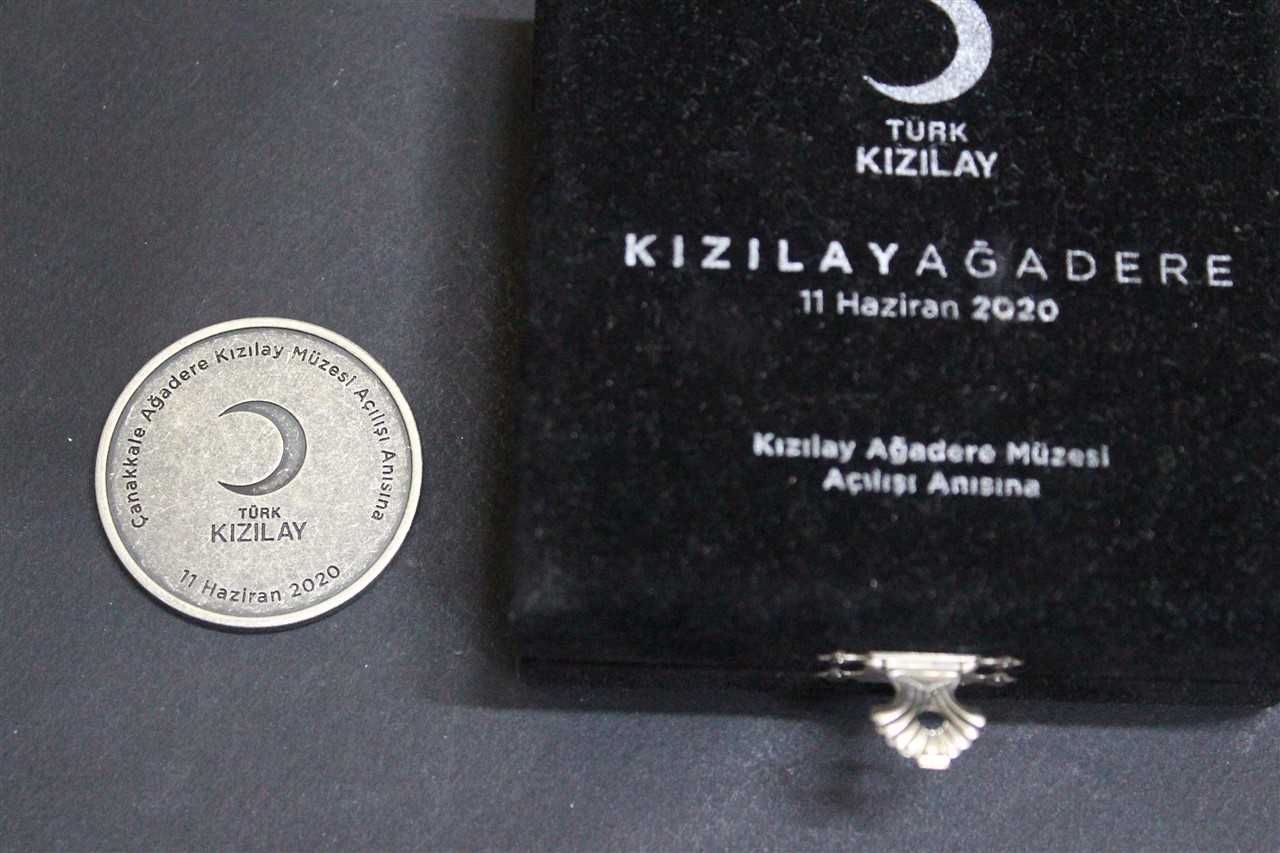 Çanakkale Ağadere Kızılay Müzesi Açılışı Anısına
TÜRK
KIZILAY
11 Haziran 2020
TÜRK
KIZILAY
KIZILAYAĞADERE
11 Haziran 2020
Kızılay Ağadere Müzesi
Açılışı Anısına